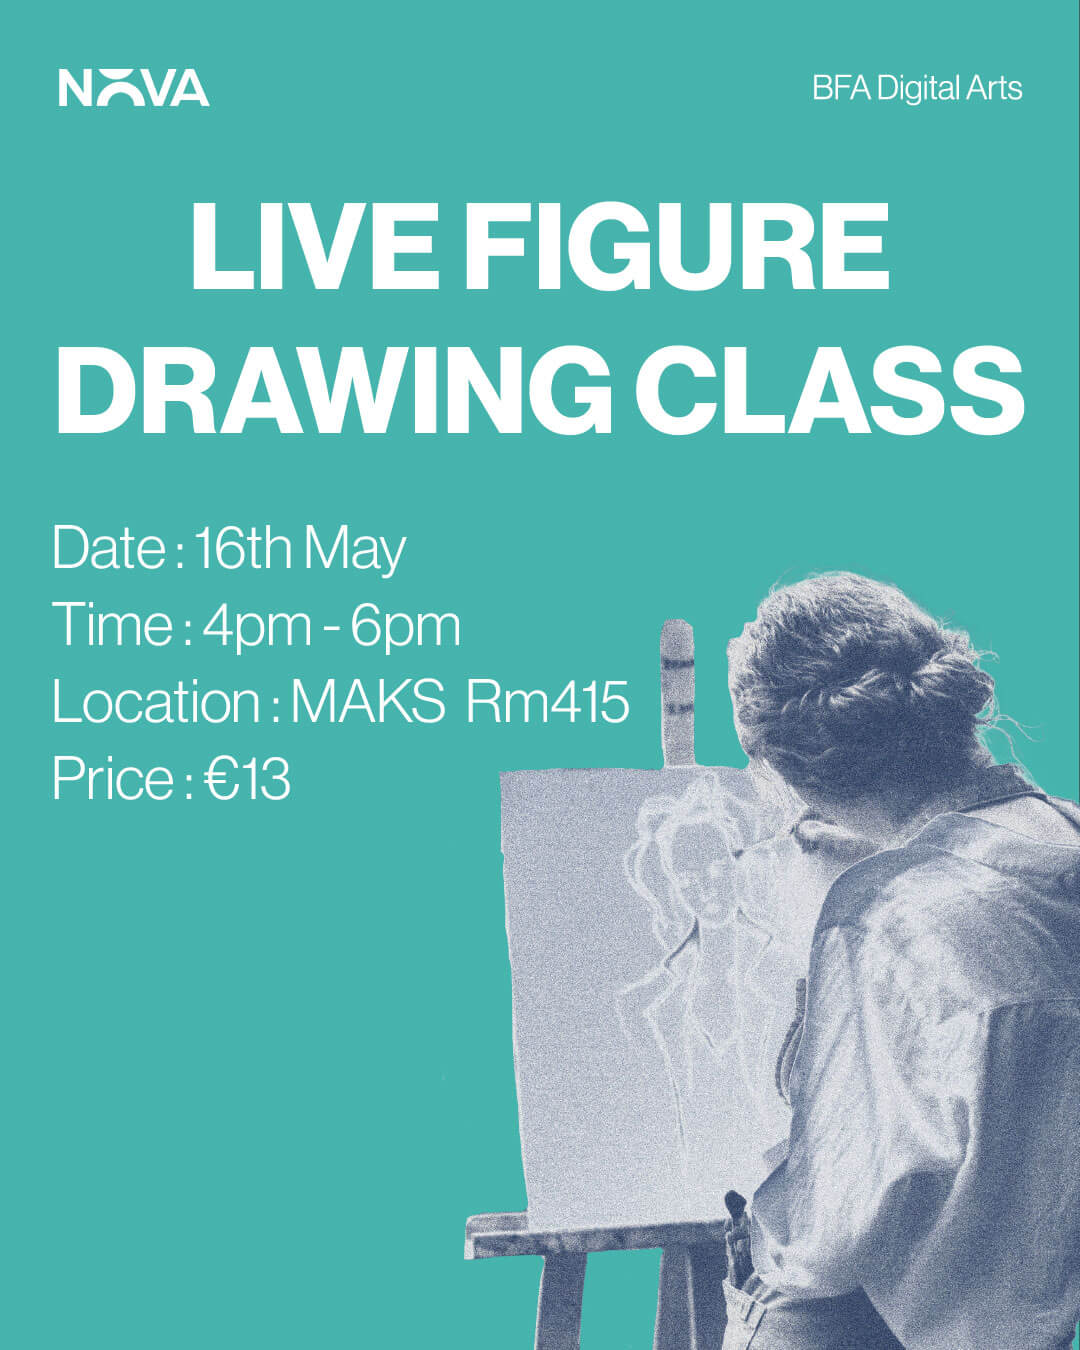 NOVA
BFA Digital Arts
LIVE FIGURE
DRAWING CLASS
Date : 16th May
Time : 4pm - 6pm
Location : MAKS Rm415
Price : €13